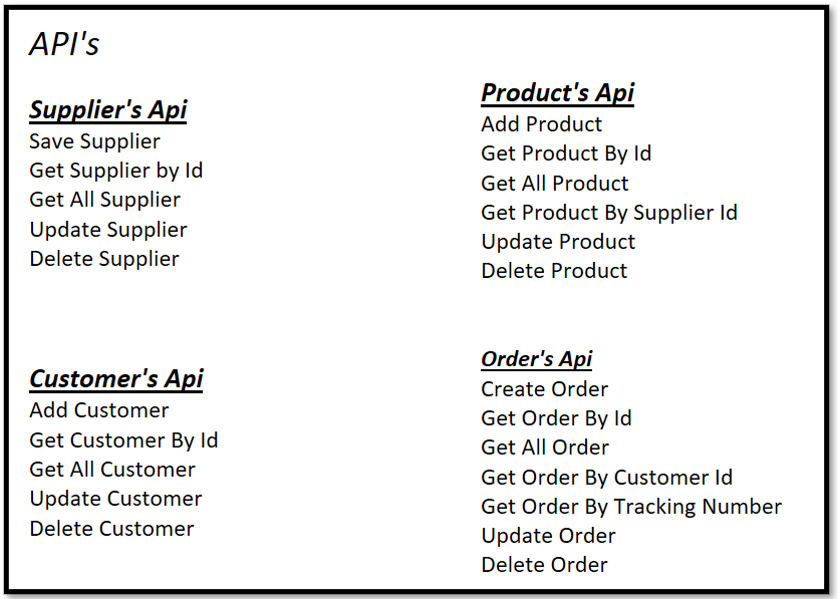 API's
Supplier's Api
Save Supplier
Get Supplier by Id
Get All Supplier
Update Supplier
Delete Supplier
Product's Api
Add Product
Get Product By Id
Get All Product
Get Product By Supplier Id
Update Product
Delete Product
Customer's Api
Add Customer
Get Customer By Id
Get All Customer
Update Customer
Delete Customer
Order's Api
Create Order
Get Order By Id
Get All Order
Get Order By Customer Id
Get Order By Tracking Number
Update Order
Delete Order